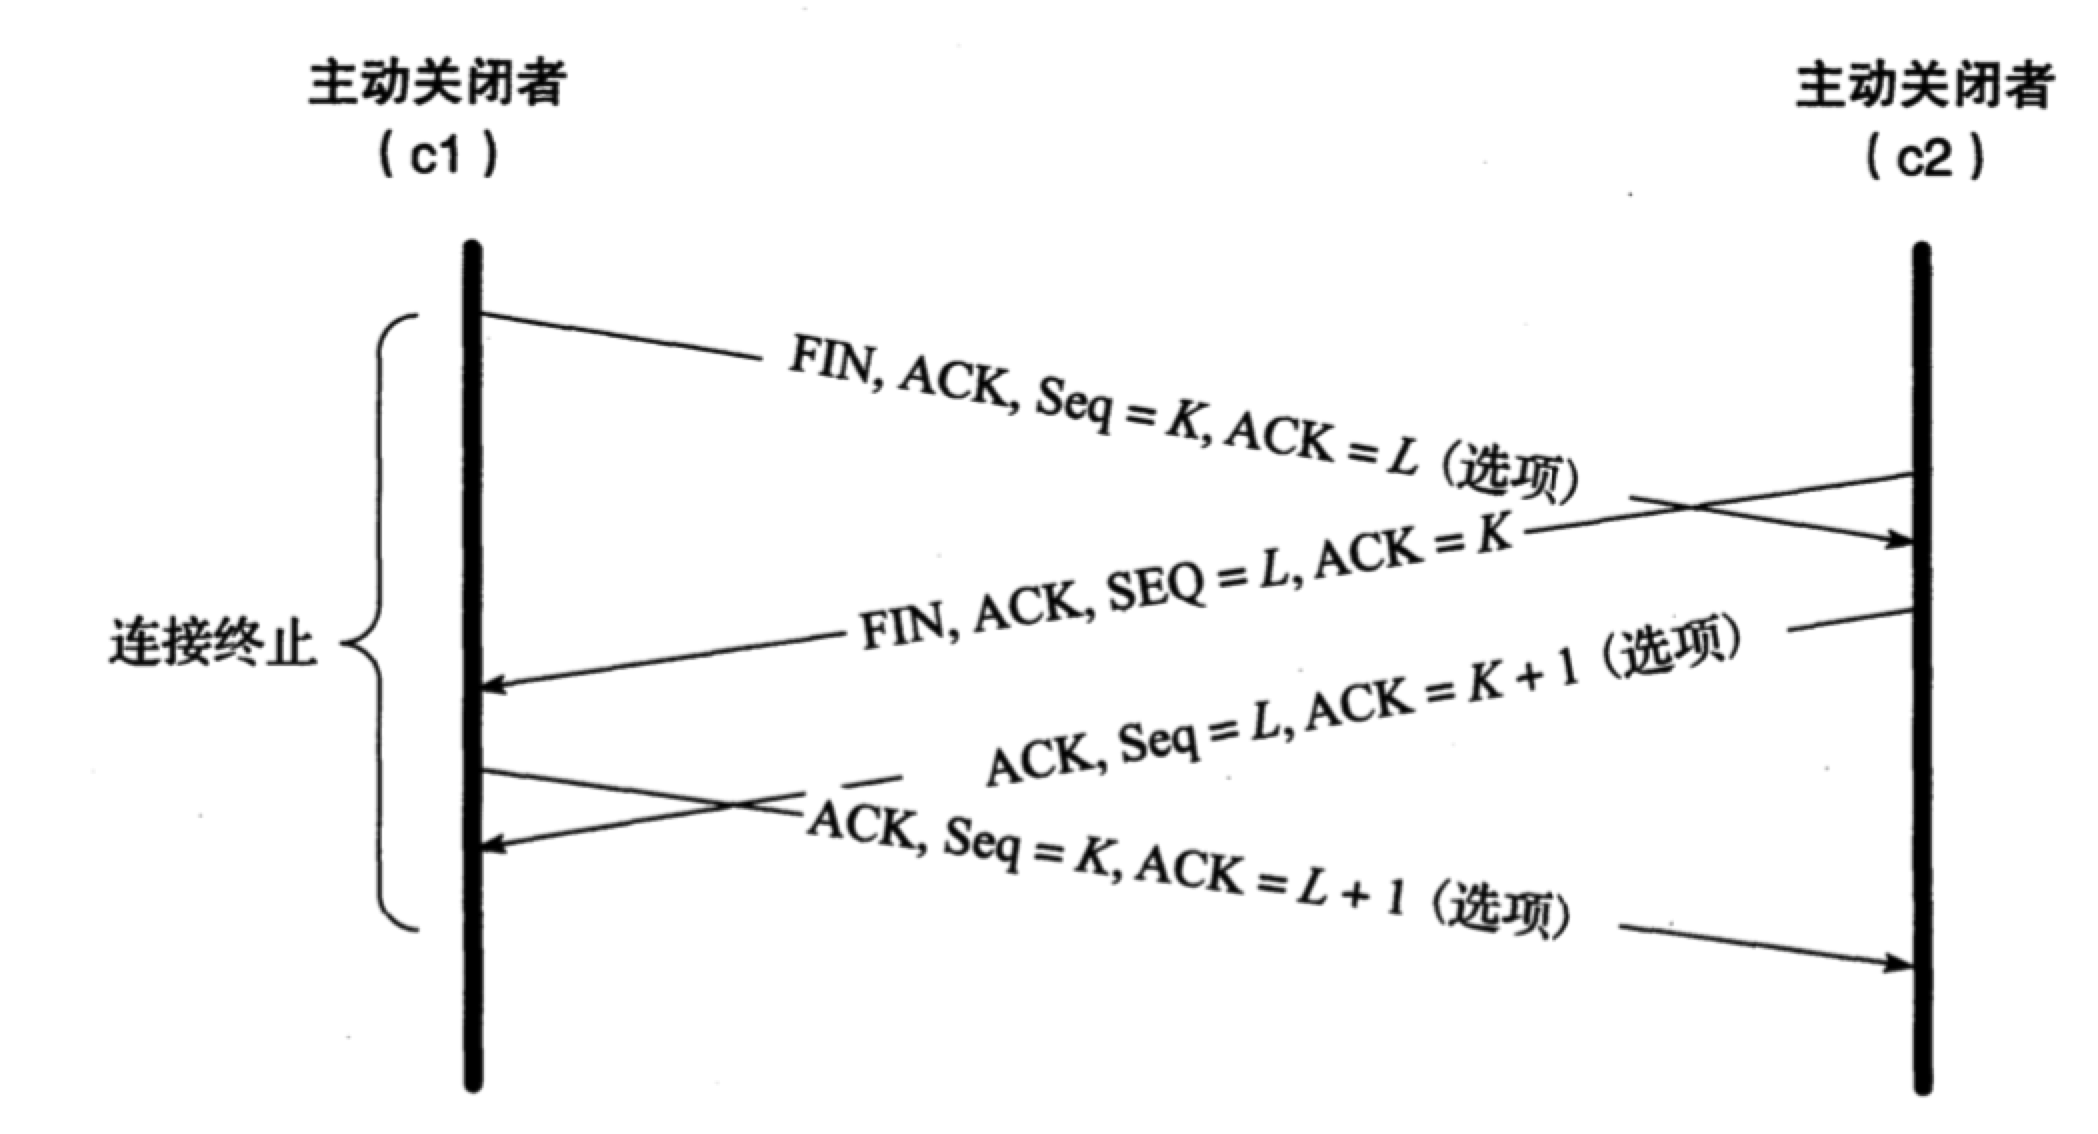 主动关闭者
（c1）
主动关闭者
（c2）
FIN, ACK, Seq = K, ACK = L (选项)
FIN, ACK, SEQ = L, ACK = K
连接终止
ACK, Seq = L, ACK = K + 1 (选项)
ACK, Seq = K, ACK = L + 1 (选项)